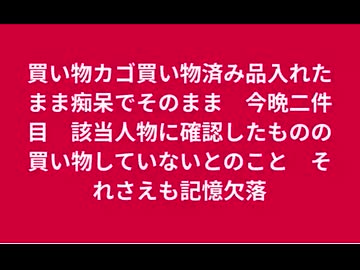 買い物カゴ買い物済み品入れた
まま痴呆でそのまま　今晩二件
目　該当人物に確認したものの
買い物していないとのこと　そ
れさえも記憶欠落